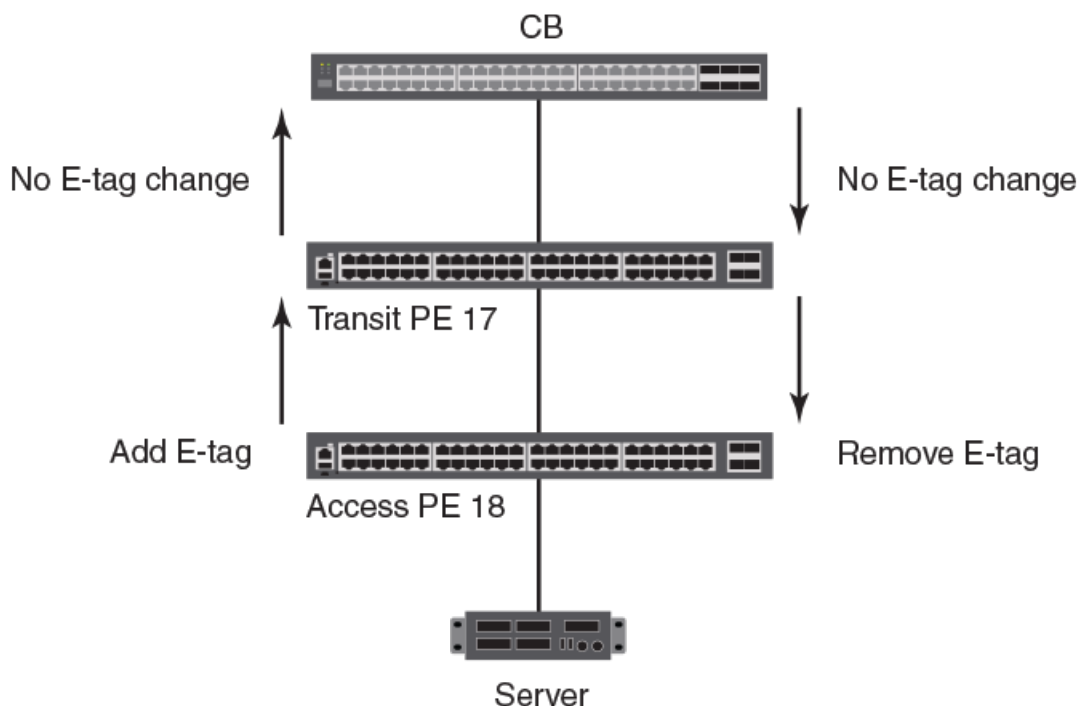 CB
No E-tag change
No E-tag change
Transit PE 17
Add E-tag
Remove E-tag
Access PE 18
Server